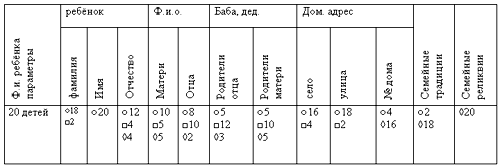 Ф. и. ребёнка
параметры
ребёнок
Ф.и.о.
Баба, дед.
Дом. адрес
Семейные
традиции
Семейные
реликвии
фамилия
Имя
Отчество
Матери
Отца
Родители
отца
Родители
матери
село
улица
№ дома
20 детей
○18
□2
○20
○12
□4
◊4
○10
□5
◊5
○8
□10
◊2
○5
□12
◊3
○5
□10
◊5
○16
□4
○18
□2
○4
◊16
○2
◊18
◊20